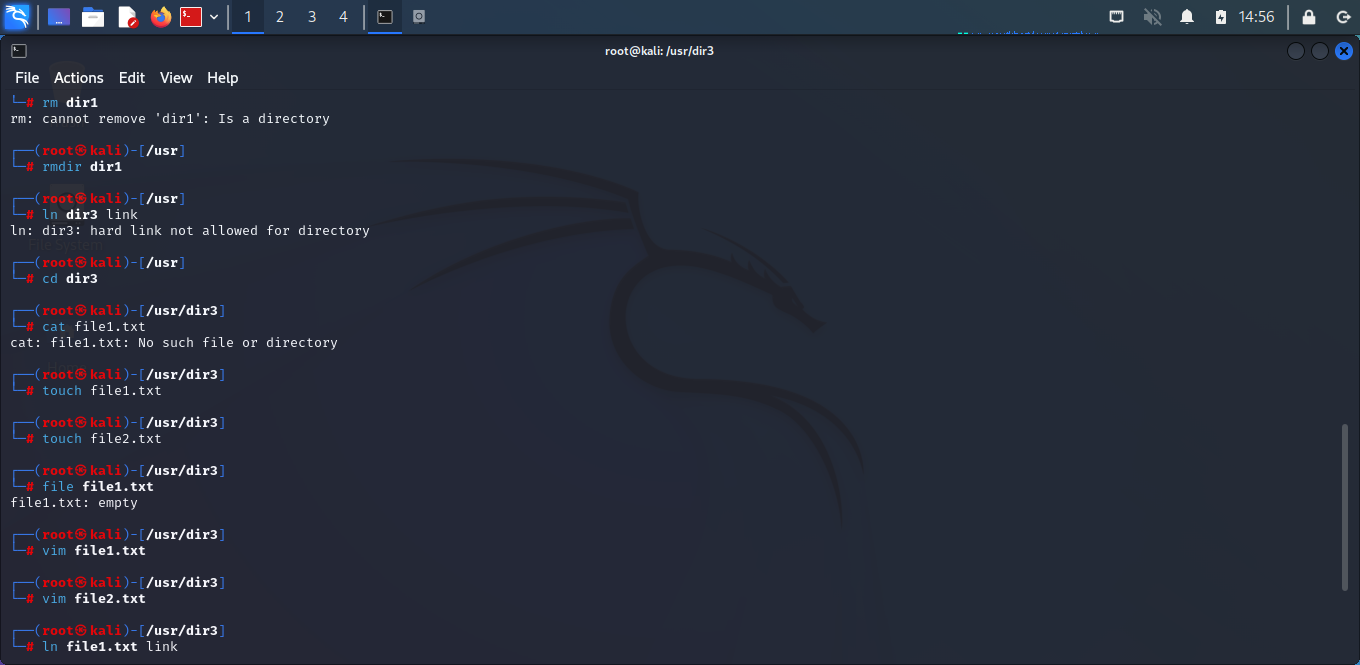 1 2 3 4 14:56
root@kali: /usr/dir3
File Actions Edit View Help
└─# rm dir1
rm: cannot remove 'dir1': Is a directory
┌──(root㉿kali)-[/usr]
└─# rmdir dir1
┌──(root㉿kali)-[/usr]
└─# ln dir3 link
ln: dir3: hard link not allowed for directory
┌──(root㉿kali)-[/usr]
└─# cd dir3
┌──(root㉿kali)-[/usr/dir3]
└─# cat file1.txt
cat: file1.txt: No such file or directory
┌──(root㉿kali)-[/usr/dir3]
└─# touch file1.txt
┌──(root㉿kali)-[/usr/dir3]
└─# touch file2.txt
┌──(root㉿kali)-[/usr/dir3]
└─# file file1.txt
file1.txt: empty
┌──(root㉿kali)-[/usr/dir3]
└─# vim file1.txt
┌──(root㉿kali)-[/usr/dir3]
└─# vim file2.txt
┌──(root㉿kali)-[/usr/dir3]
└─# ln file1.txt link